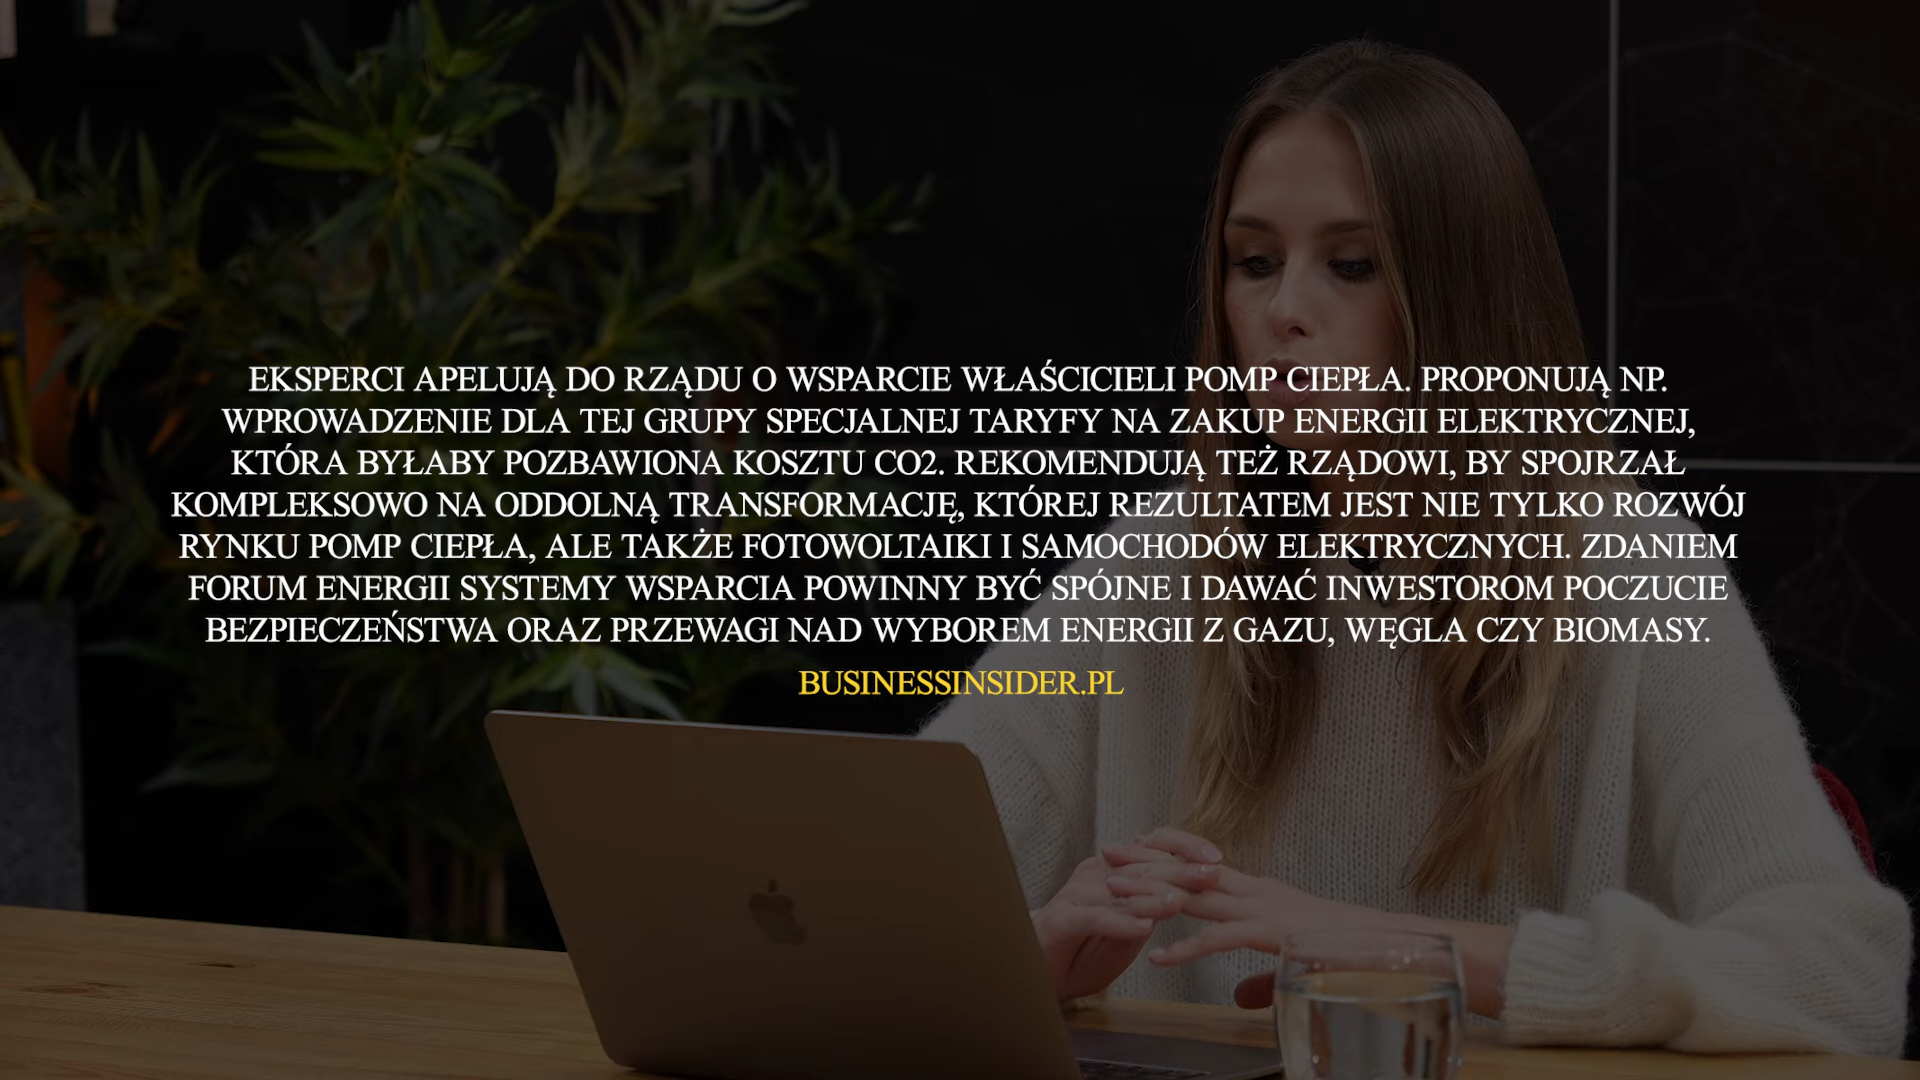 EKSPERCI APELUJĄ DO RZĄDU O WSPARCIE WŁAŚCICIELI POMP CIEPŁA. PROPONUJĄ NP.
WPROWADZENIE DLA TEJ GRUPY SPECJALNEJ TARYFY NA ZAKUP ENERGII ELEKTRYCZNEJ,
KTÓRA BYŁABY POZBAWIONA KOSZTU CO2. REKOMENDUJĄ TEŻ RZĄDOWI, BY SPOJRZAŁ
KOMPLEKSOWO NA ODDOLNĄ TRANSFORMACJĘ, KTÓREJ REZULTATEM JEST NIE TYLKO ROZWÓJ
RYNKU POMP CIEPŁA, ALE TAKŻE FOTOWOLTAIKI I SAMOCHODÓW ELEKTRYCZNYCH. ZDANIEM
FORUM ENERGII SYSTEMY WSPARCIA POWINNY BYĆ SPÓJNE I DAWAĆ INWESTOROM POCZUCIE
BEZPIECZEŃSTWA ORAZ PRZEWAGI NAD WYBOREM ENERGII Z GAZU, WĘGLA CZY BIOMASY.
BUSINESSINSIDER.PL